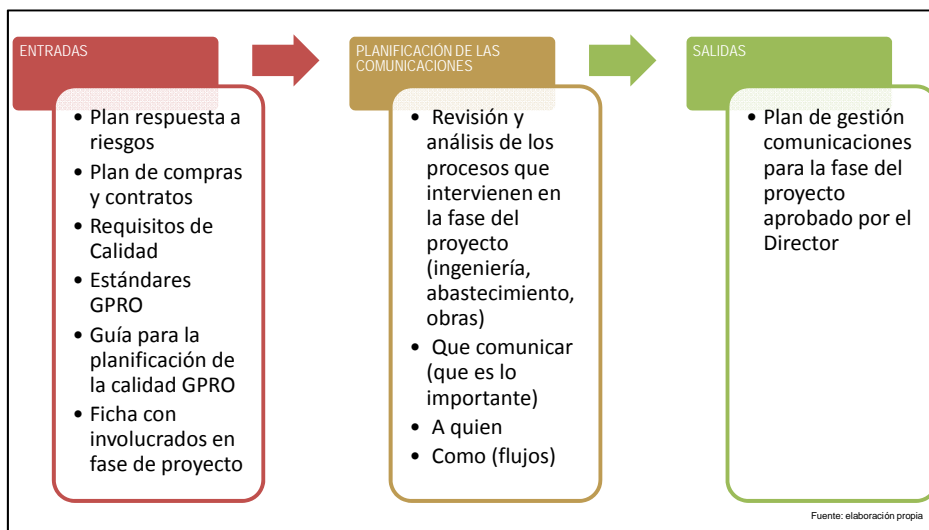 ENTRADAS
• Plan respuesta a
riesgos
• Plan de compras
y contratos
• Requisitos de
Calidad
• Estándares
GPRO
• Guía para la
planificación de
la calidad GPRO
• Ficha con
involucrados en
fase de proyecto
PLANIFICACIÓN DE LAS
COMUNICACIONES
• Revisión y
análisis de los
procesos que
intervienen en
la fase del
proyecto
(ingeniería,
abastecimiento,
obras)
• Que comunicar
(que es lo
importante)
• A quien
• Como (flujos)
SALIDAS
• Plan de gestión
comunicaciones
para la fase del
proyecto
aprobado por el
Director
Fuente: elaboración propia